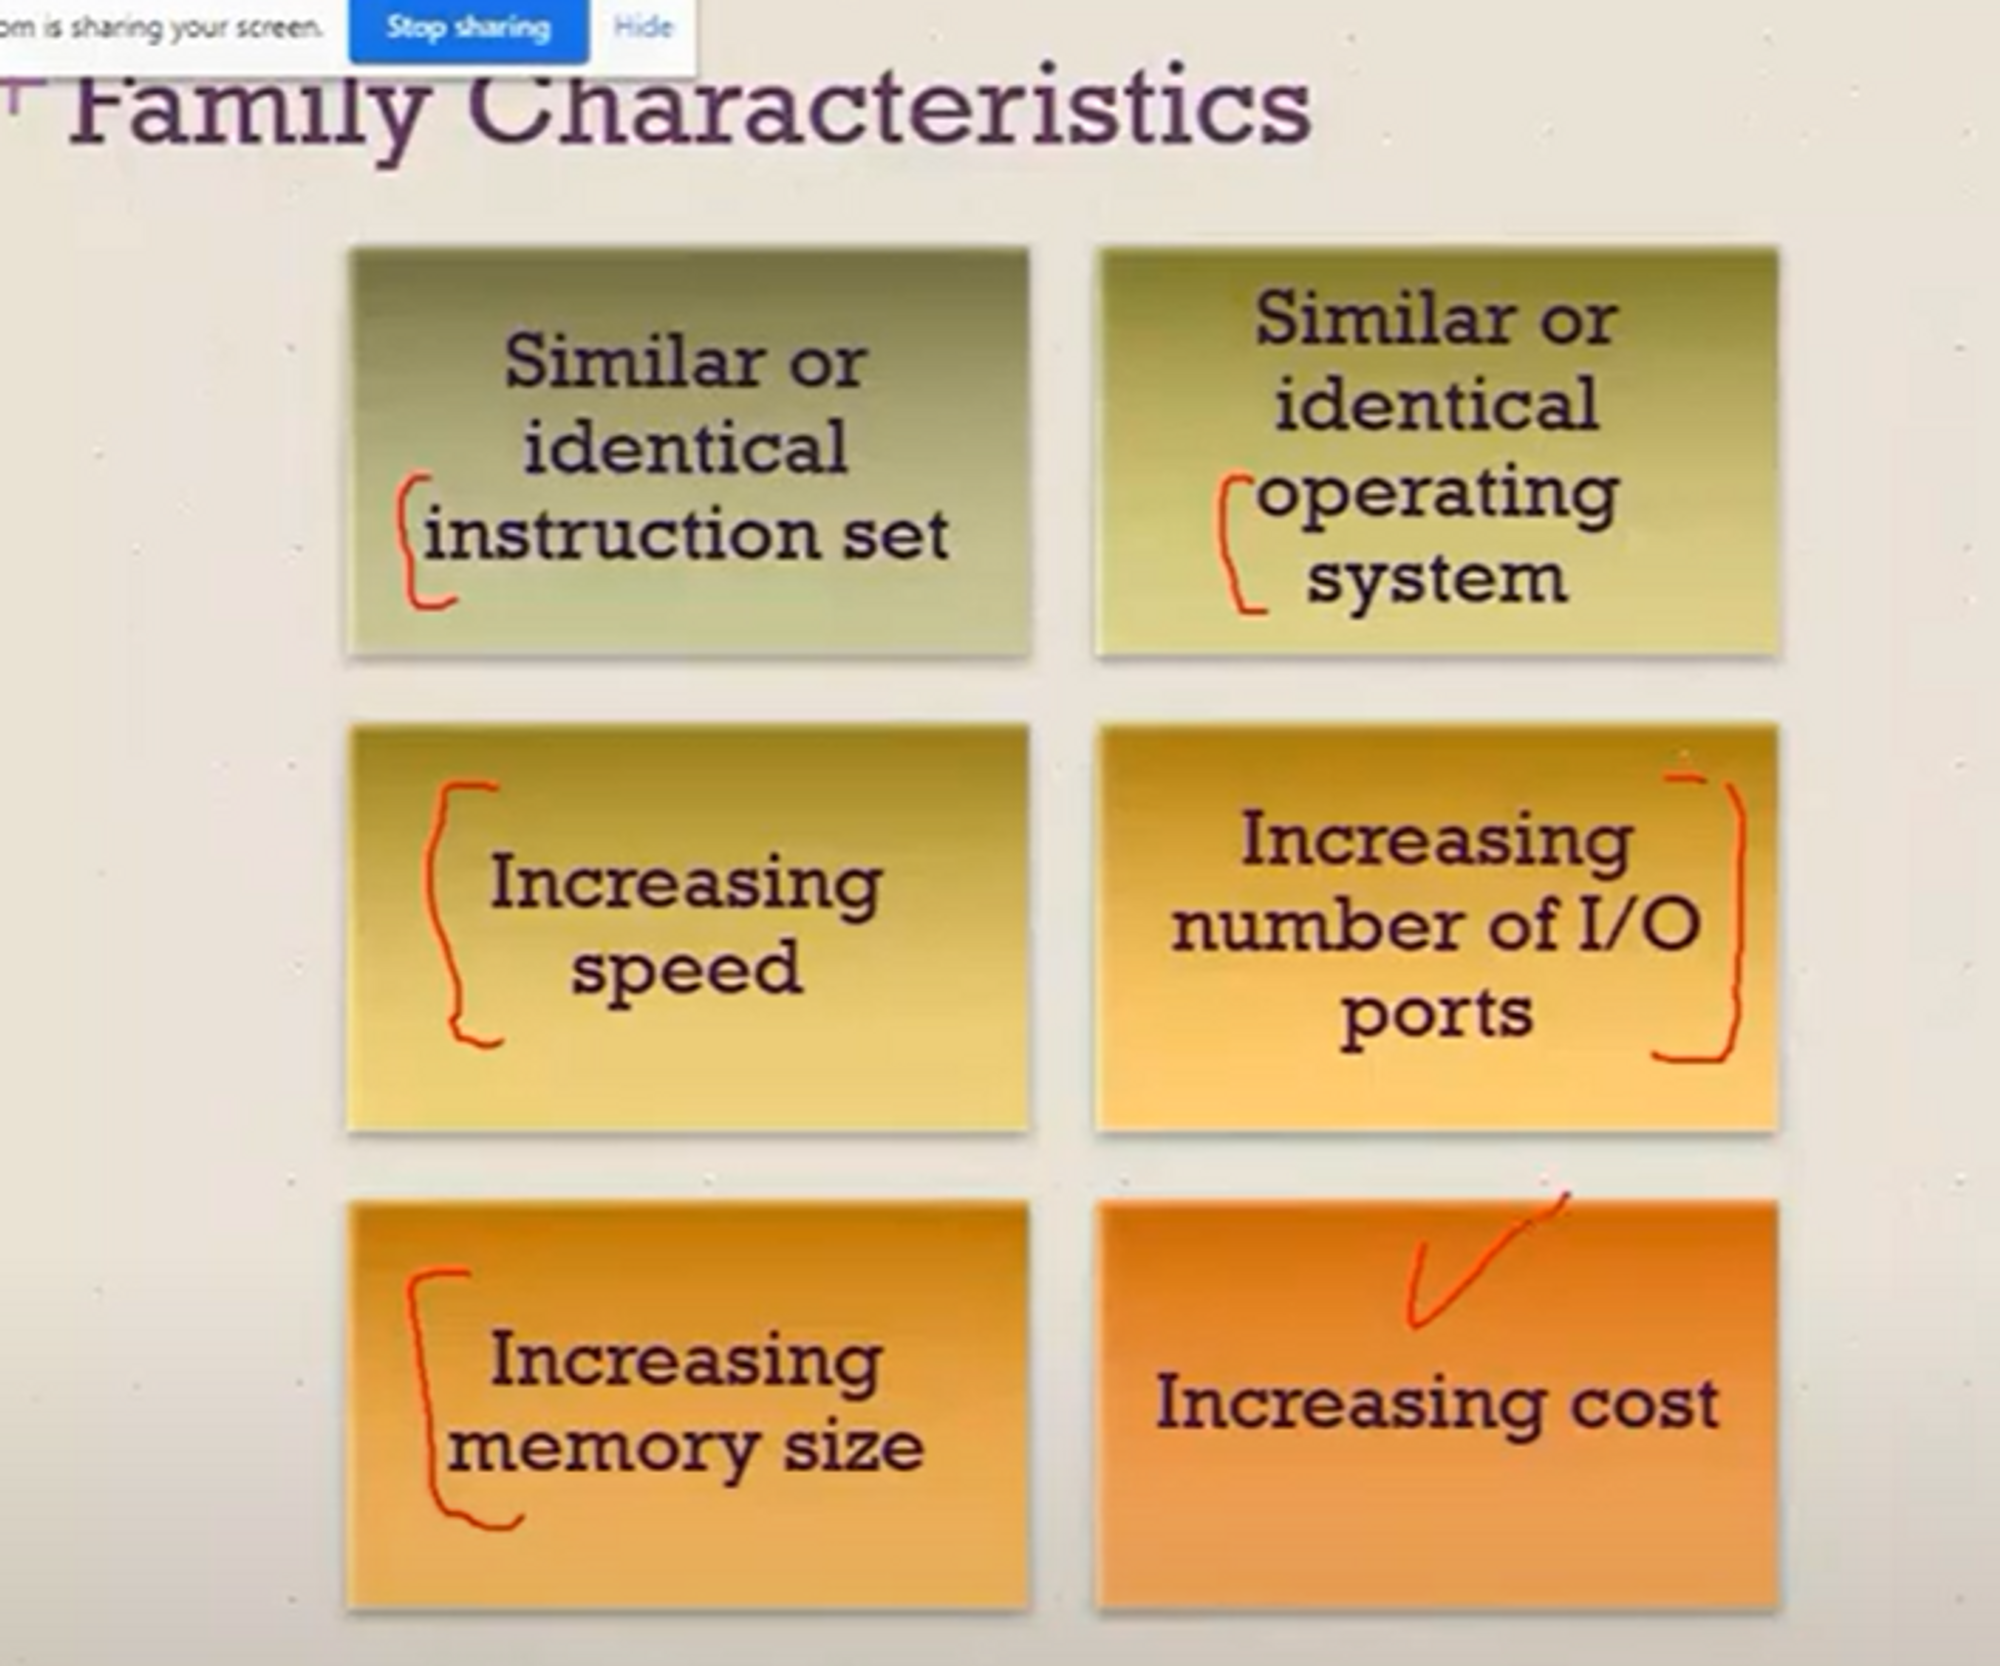 om is sharing your screen. Stop sharing Hide
Family Characteristics
Similar or
identical
instruction set
Similar or
identical
operating
system
Increasing
speed
Increasing
number of I/O
ports
Increasing
memory size
Increasing cost